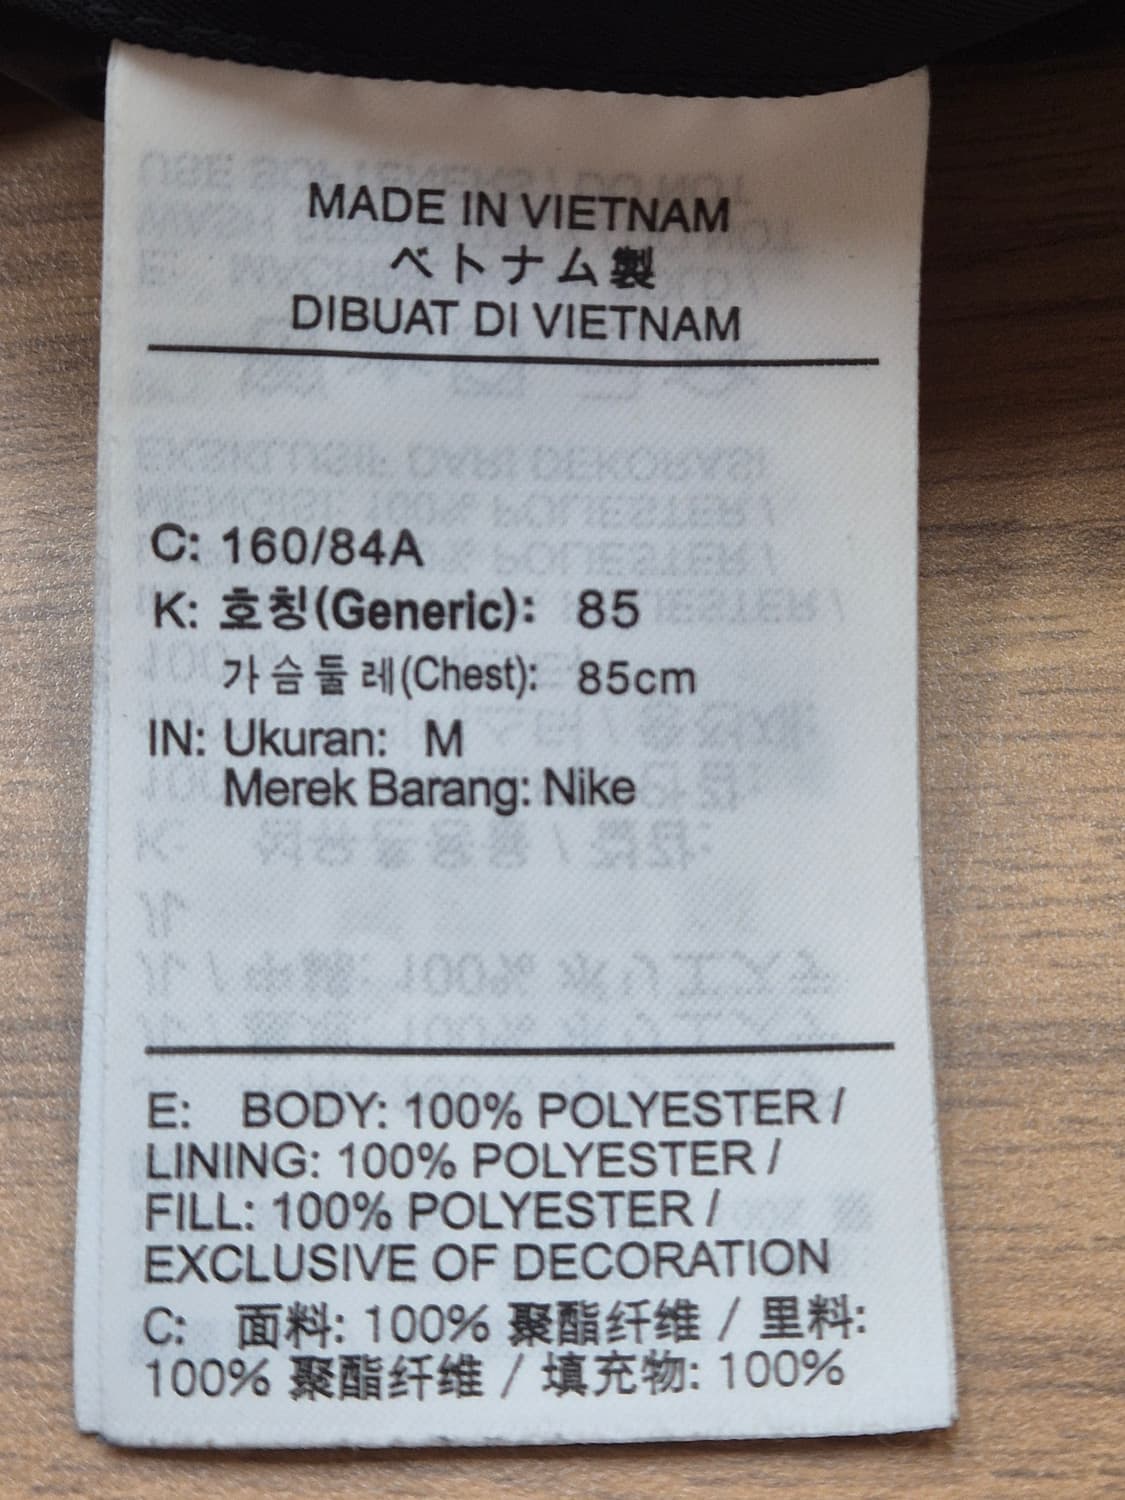 MADE IN VIETNAM
ベトナム製
DIBUAT DI VIETNAM
C: 160/84A
K: 호칭(Generic): 85
가슴둘레(Chest): 85cm
IN: Ukuran: M
Merek Barang: Nike
E: BODY: 100% POLYESTER /
LINING: 100% POLYESTER /
FILL: 100% POLYESTER /
EXCLUSIVE OF DECORATION
C: 面料: 100% 聚酯纤维 / 里料:
100% 聚酯纤维 / 填充物: 100%